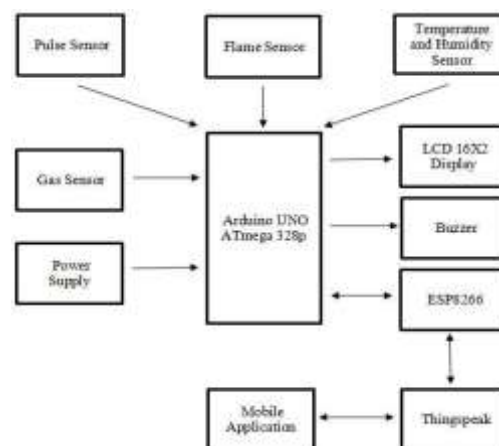 Pulse Sensor
Flame Sensor
Temperature
and Humidity
Sensor
Gas Sensor
Arduino UNO
ATmega 328p
LCD 16X2
Display
Buzzer
Power
Supply
ESP8266
Mobile
Application
Thingspeak